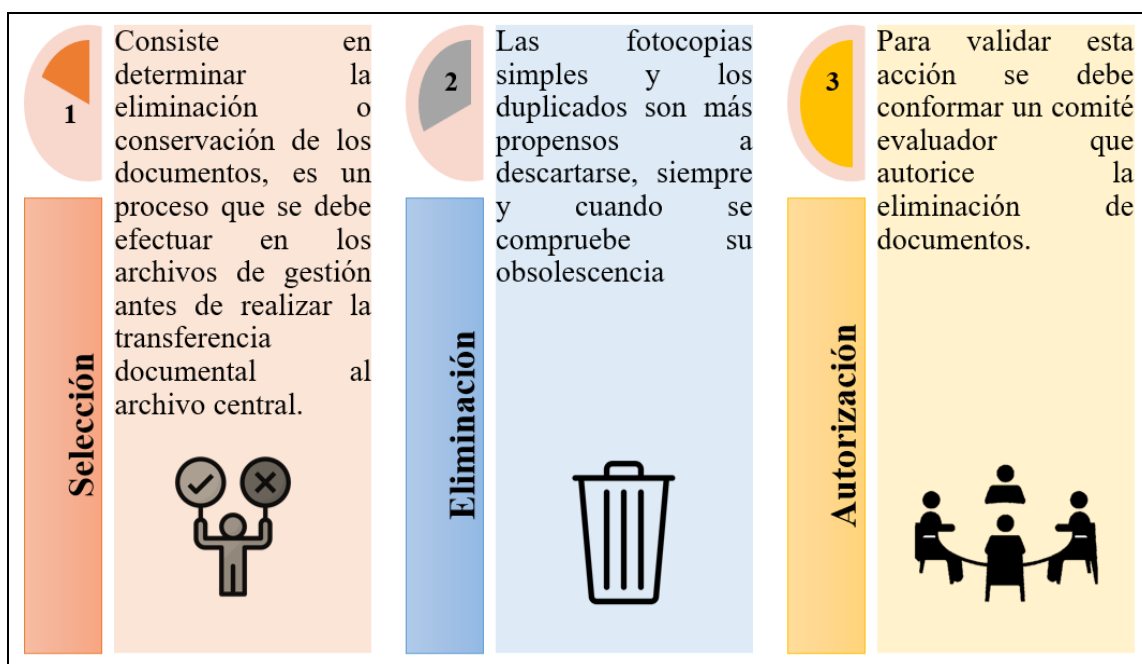 1
Selección
Consiste en
determinar la
eliminación o
conservación de los
documentos, es un
proceso que se debe
efectuar en los
archivos de gestión
antes de realizar la
transferencia
documental al
archivo central.
2
Eliminación
Las fotocopias
simples y los
duplicados son más
propensos a
descartarse, siempre
y cuando se
compruebe su
obsolescencia
3
Autorización
Para validar esta
acción se debe
conformar un comité
evaluador que
autorice la
eliminación de
documentos.